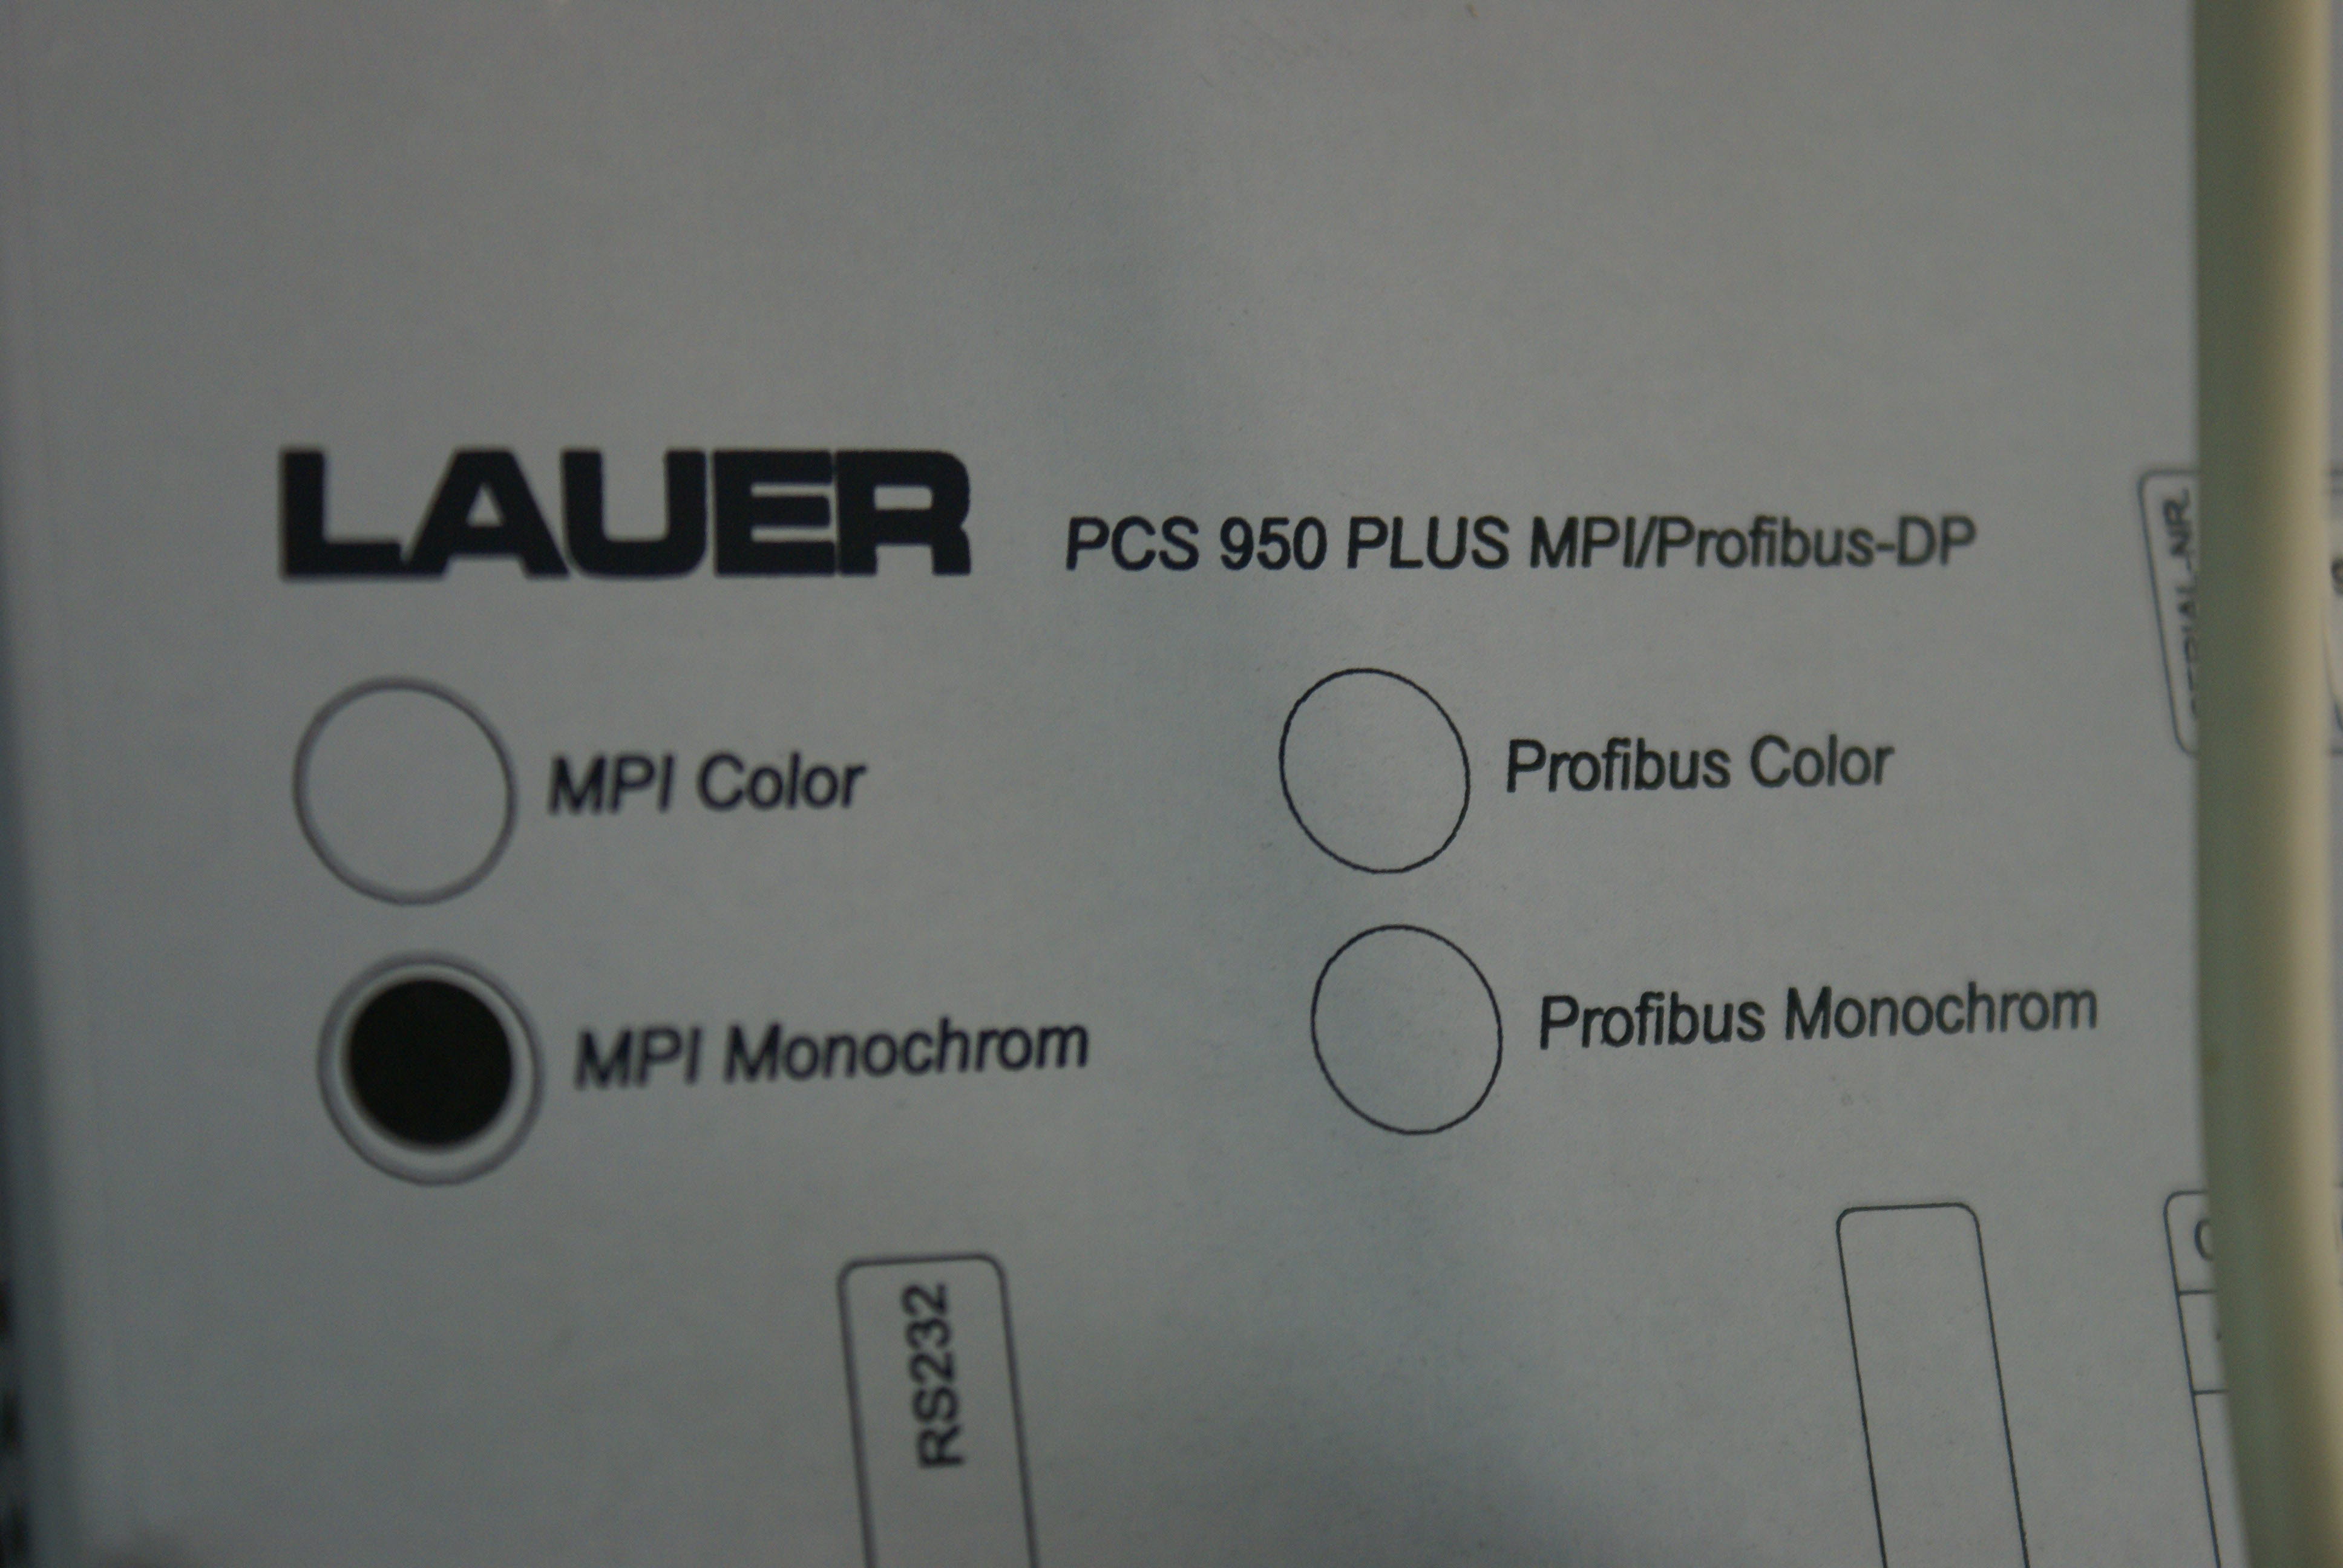 LAUER PCS 950 PLUS MPI/Profibus-DP
MPI Color
Profibus Color
MPI Monochrom
Profibus Monochrom
RS232